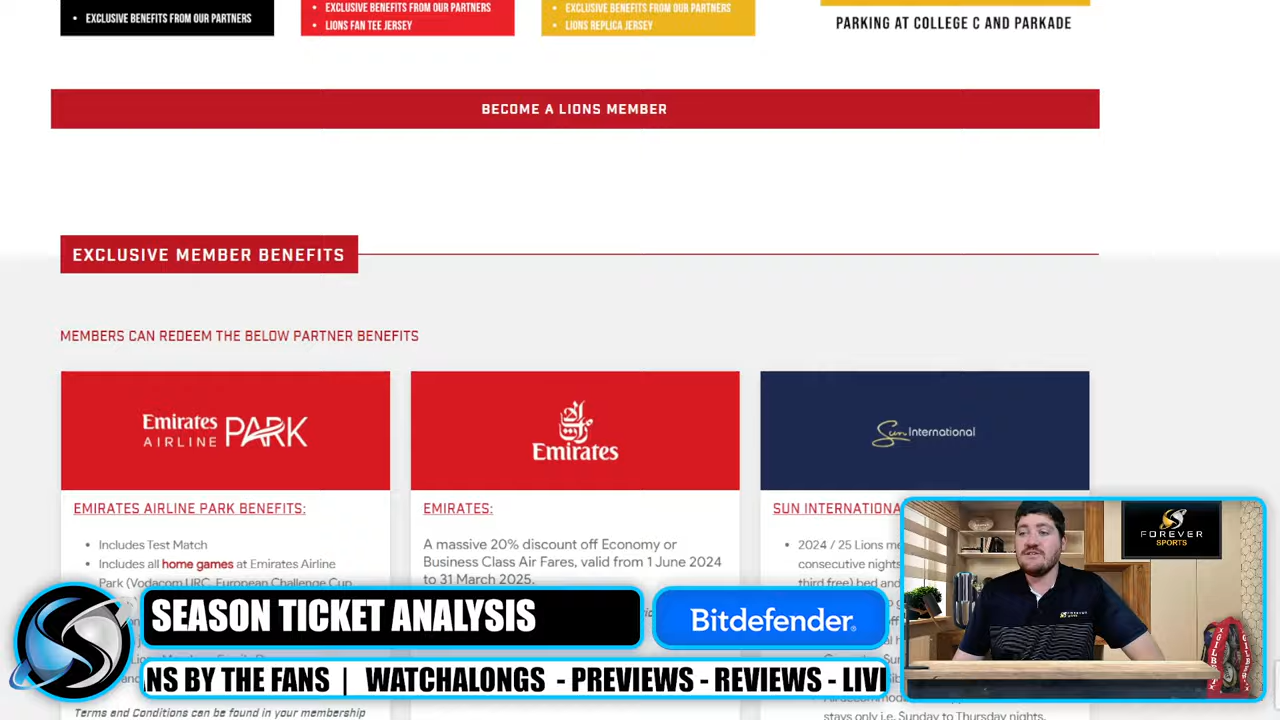 • EXCLUSIVE BENEFITS FROM OUR PARTNERS
• EXCLUSIVE BENEFITS FROM OUR PARTNERS
• LIONS FAN TEE JERSEY
• EXCLUSIVE BENEFITS FROM OUR PARTNERS
• LIONS REPLICA JERSEY
PARKING AT COLLEGE C AND PARKADE
BECOME A LIONS MEMBER
EXCLUSIVE MEMBER BENEFITS
MEMBERS CAN REDEEM THE BELOW PARTNER BENEFITS
Emirates
AIRLINE PARK
EMIRATES AIRLINE PARK BENEFITS:
• Includes Test Match
• Includes all home games at Emirates Airline
Park (Vodacom URC, European Challenge Cup
Terms and Conditions can be found in your membership
Emirates
EMIRATES:
A massive 20% discount off Economy or
Business Class Air Fares, valid from 1 June 2024
to 31 March 2025.
Sun International
SUN INTERNATIONA
• 2024 / 25 Lions me
consecutive nights
third free) bed and
stays only i.e. Sunday to Thursday nights.
FOREVER
SPORTS
SEASON TICKET ANALYSIS
Bitdefender
NS BY THE FANS | WATCHALONGS - PREVIEWS - REVIEWS - LIVE